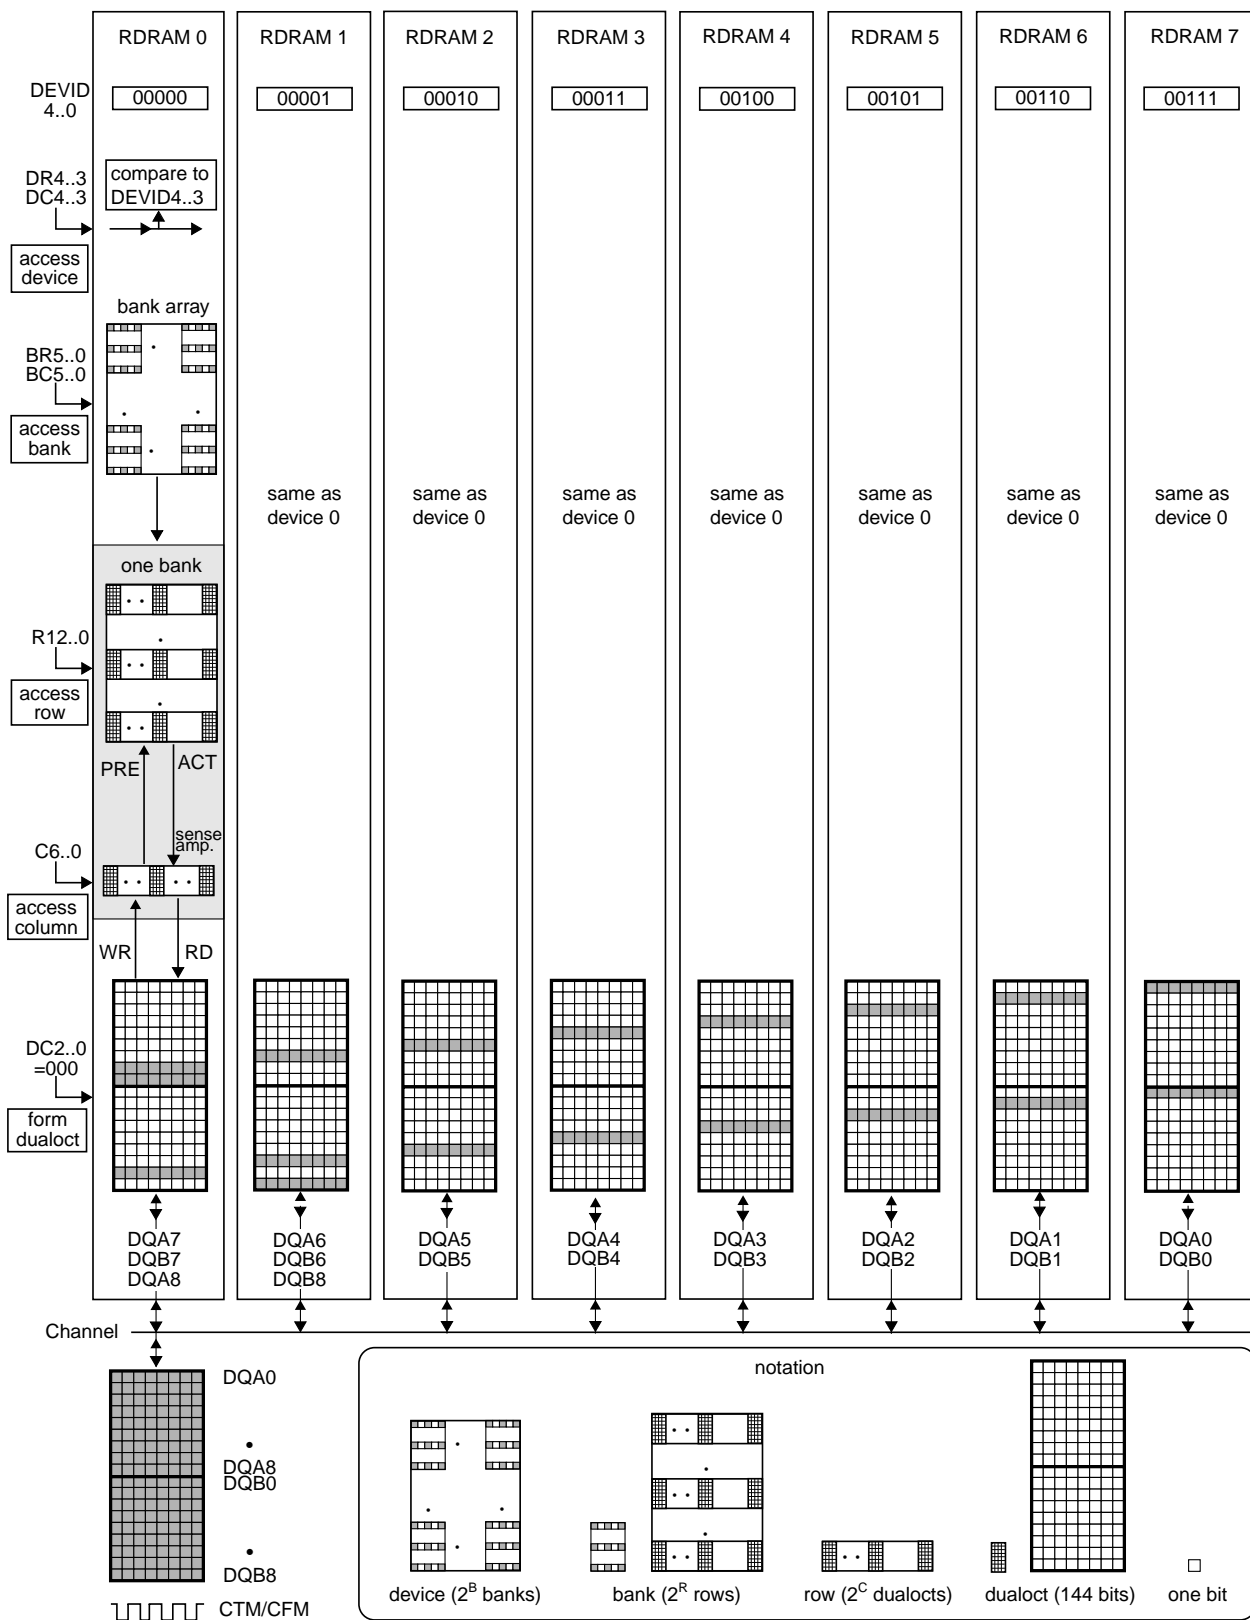 RDRAM 0 RDRAM 1 RDRAM 2 RDRAM 3 RDRAM 4 RDRAM 5 RDRAM 6 RDRAM 7
DEVID
4..0
00000 00001 00010 00011 00100 00101 00110 00111
DR4..3
DC4..3
compare to
DEVID4..3
access
device
bank array
BR5..0
BC5..0
access
bank
same as same as same as same as same as same as same as
device 0 device 0 device 0 device 0 device 0 device 0 device 0
one bank
R12..0
access
row
PRE ACT
sense
amp.
C6..0
access
column
WR RD
DC2..0
=000
form
dualoct
DQA7 DQA6 DQA5 DQA4 DQA3 DQA2 DQA1 DQA0
DQB7 DQB6 DQB5 DQB4 DQB3 DQB2 DQB1 DQB0
DQA8 DQB8
Channel
DQA0
DQA8
DQB0
DQB8
CTM/CFM
notation
device (2^B banks) bank (2^R rows) row (2^C dualocts) dualoct (144 bits) one bit